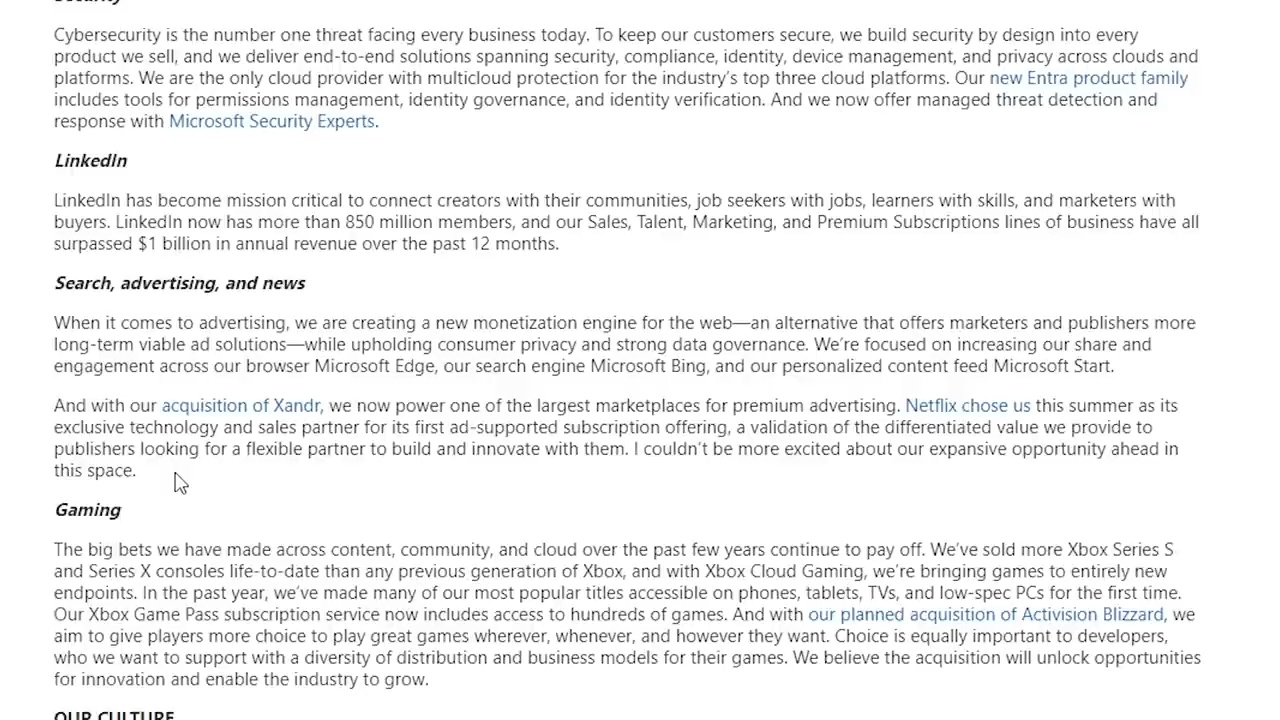 Security
Cybersecurity is the number one threat facing every business today. To keep our customers secure, we build security by design into every
product we sell, and we deliver end-to-end solutions spanning security, compliance, identity, device management, and privacy across clouds and
platforms. We are the only cloud provider with multicloud protection for the industry's top three cloud platforms. Our new Entra product family
includes tools for permissions management, identity governance, and identity verification. And we now offer managed threat detection and
response with Microsoft Security Experts.
LinkedIn
LinkedIn has become mission critical to connect creators with their communities, job seekers with jobs, learners with skills, and marketers with
buyers. LinkedIn now has more than 850 million members, and our Sales, Talent, Marketing, and Premium Subscriptions lines of business have all
surpassed $1 billion in annual revenue over the past 12 months.
Search, advertising, and news
When it comes to advertising, we are creating a new monetization engine for the web—an alternative that offers marketers and publishers more
long-term viable ad solutions—while upholding consumer privacy and strong data governance. We're focused on increasing our share and
engagement across our browser Microsoft Edge, our search engine Microsoft Bing, and our personalized content feed Microsoft Start.
And with our acquisition of Xandr, we now power one of the largest marketplaces for premium advertising. Netflix chose us this summer as its
exclusive technology and sales partner for its first ad-supported subscription offering, a validation of the differentiated value we provide to
publishers looking for a flexible partner to build and innovate with them. I couldn't be more excited about our expansive opportunity ahead in
this space.
Gaming
The big bets we have made across content, community, and cloud over the past few years continue to pay off. We've sold more Xbox Series S
and Series X consoles life-to-date than any previous generation of Xbox, and with Xbox Cloud Gaming, we're bringing games to entirely new
endpoints. In the past year, we've made many of our most popular titles accessible on phones, tablets, TVs, and low-spec PCs for the first time.
Our Xbox Game Pass subscription service now includes access to hundreds of games. And with our planned acquisition of Activision Blizzard, we
aim to give players more choice to play great games wherever, whenever, and however they want. Choice is equally important to developers,
who we want to support with a diversity of distribution and business models for their games. We believe the acquisition will unlock opportunities
for innovation and enable the industry to grow.
OUR CULTURE